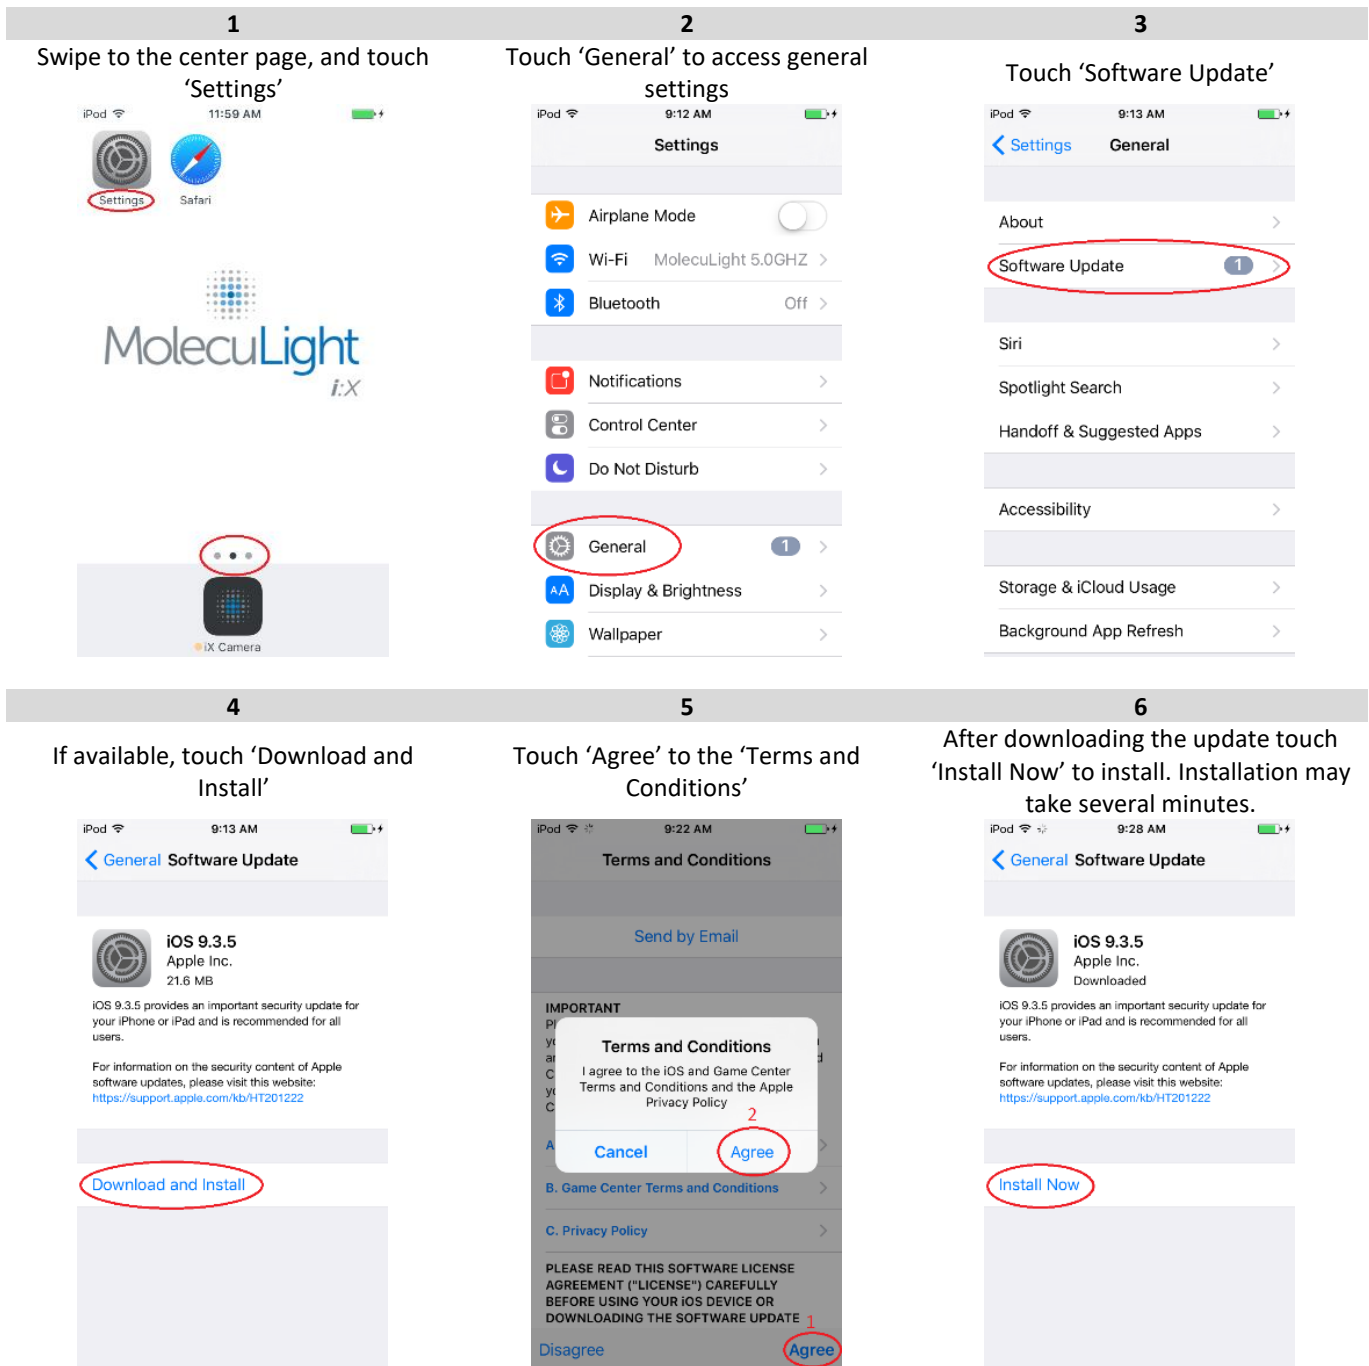 1
Swipe to the center page, and touch
‘Settings’
iPod
11:59 AM
Settings
Safari
MolecuLight
i:X
iX Camera
2
Touch ‘General’ to access general
settings
iPod
9:12 AM
Settings
Airplane Mode
Wi-Fi
MolecuLight 5.0GHZ
Bluetooth
Off
Notifications
Control Center
Do Not Disturb
General
1
AA
Display & Brightness
Wallpaper
3
Touch ‘Software Update’
iPod
9:13 AM
Settings
General
About
Software Update
1
Siri
Spotlight Search
Handoff & Suggested Apps
Accessibility
Storage & iCloud Usage
Background App Refresh
4
If available, touch ‘Download and
Install’
iPod
9:13 AM
General
Software Update
iOS 9.3.5
Apple Inc.
21.6 MB
iOS 9.3.5 provides an important security update for
your iPhone or iPad and is recommended for all
users.
For information on the security content of Apple
software updates, please visit this website:
https://support.apple.com/kb/HT201222
Download and Install
5
Touch ‘Agree’ to the ‘Terms and
Conditions’
iPod
9:22 AM
Terms and Conditions
Send by Email
IMPORTANT
Terms and Conditions
I agree to the iOS and Game Center
Terms and Conditions and the Apple
Privacy Policy
2
Cancel
Agree
B. Game Center Terms and Conditions
C. Privacy Policy
PLEASE READ THIS SOFTWARE LICENSE
AGREEMENT ("LICENSE") CAREFULLY
BEFORE USING YOUR iOS DEVICE OR
DOWNLOADING THE SOFTWARE UPDATE
1
Disagree
Agree
6
After downloading the update touch
‘Install Now’ to install. Installation may
take several minutes.
iPod
9:28 AM
General
Software Update
iOS 9.3.5
Apple Inc.
Downloaded
iOS 9.3.5 provides an important security update for
your iPhone or iPad and is recommended for all
users.
For information on the security content of Apple
software updates, please visit this website:
https://support.apple.com/kb/HT201222
Install Now